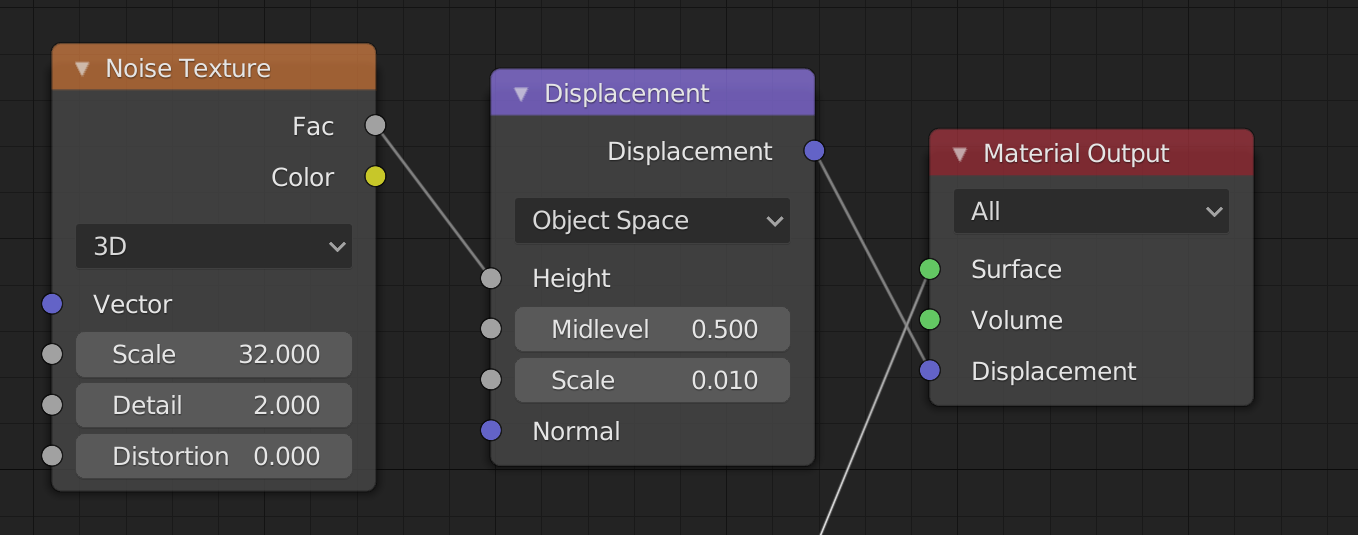 Noise Texture
Fac
Color
3D
Vector
Scale 32.000
Detail 2.000
Distortion 0.000
Displacement
Displacement
Object Space
Height
Midlevel 0.500
Scale 0.010
Normal
Material Output
All
Surface
Volume
Displacement